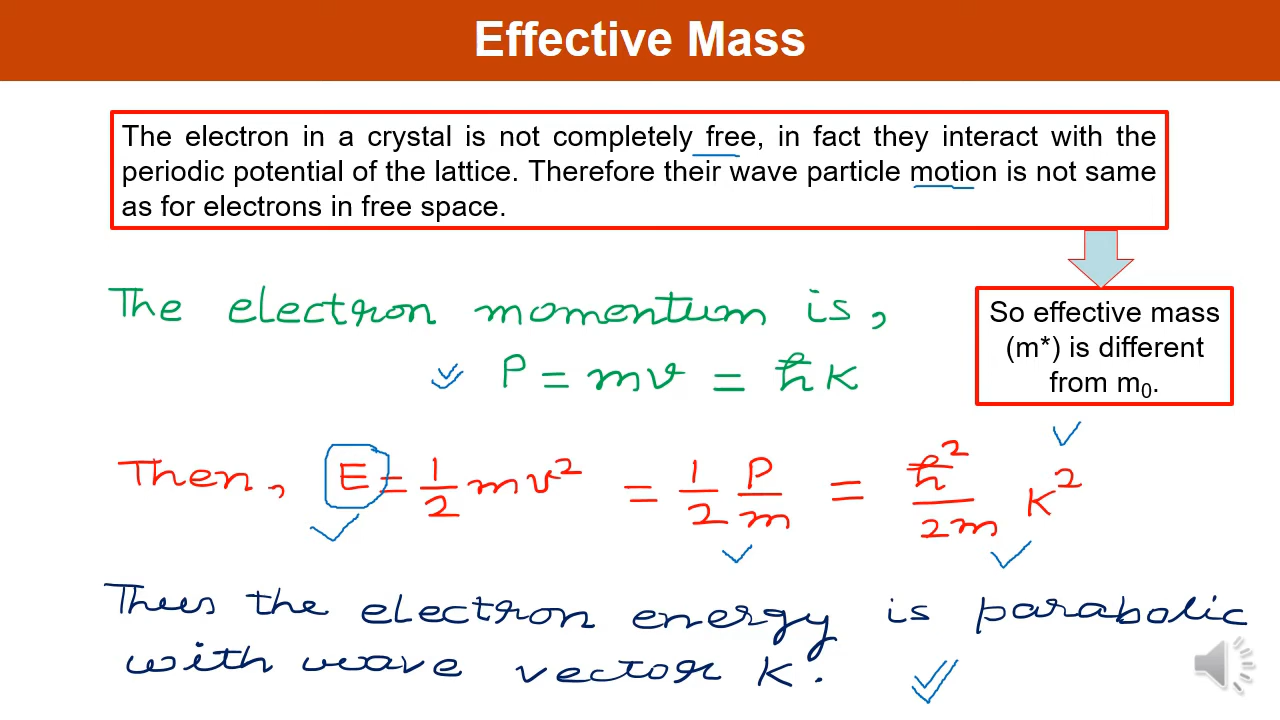 Effective Mass
The electron in a crystal is not completely free, in fact they interact with the
periodic potential of the lattice. Therefore their wave particle motion is not same
as for electrons in free space.
The electron momentum is,
P = mv = ħK
So effective mass
(m*) is different
from m₀.
Then, E = 1/2 mv² = 1/2 P/m = ħ²/2m K²
Thus the electron energy is parabolic
with wave vector K.